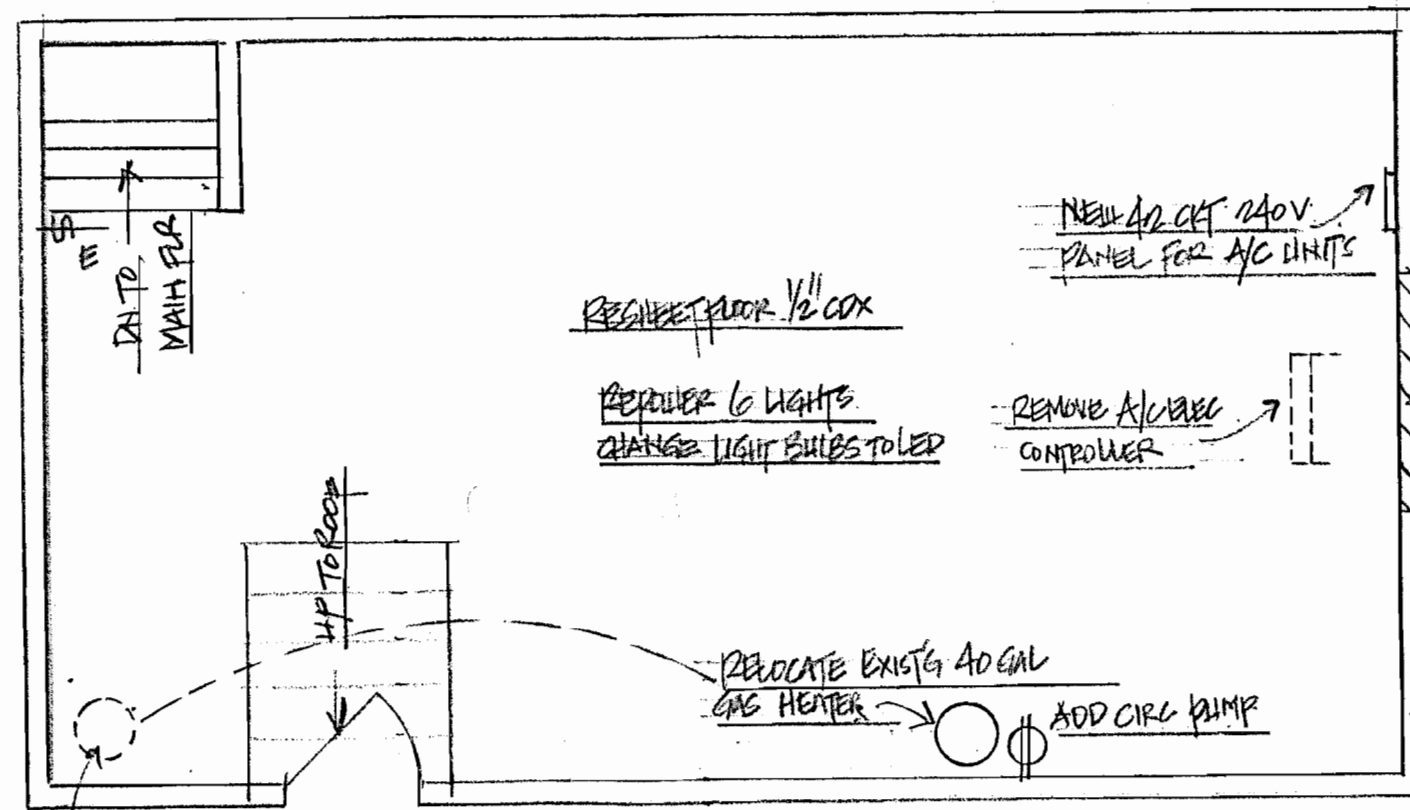 NEW 42 CKT 240V
PANEL FOR A/C UNITS
$
E
DN TO
MAIN FLR
RESHEET FLOOR 1/2" CDX
REPOWER 6 LIGHTS
CHANGE LIGHT BULBS TO LED
REMOVE A/C ELEC
CONTROLLER
UP TO ROOF
RELOCATE EXIST'G 40 GAL
GAS HEATER
ADD CIRC PUMP